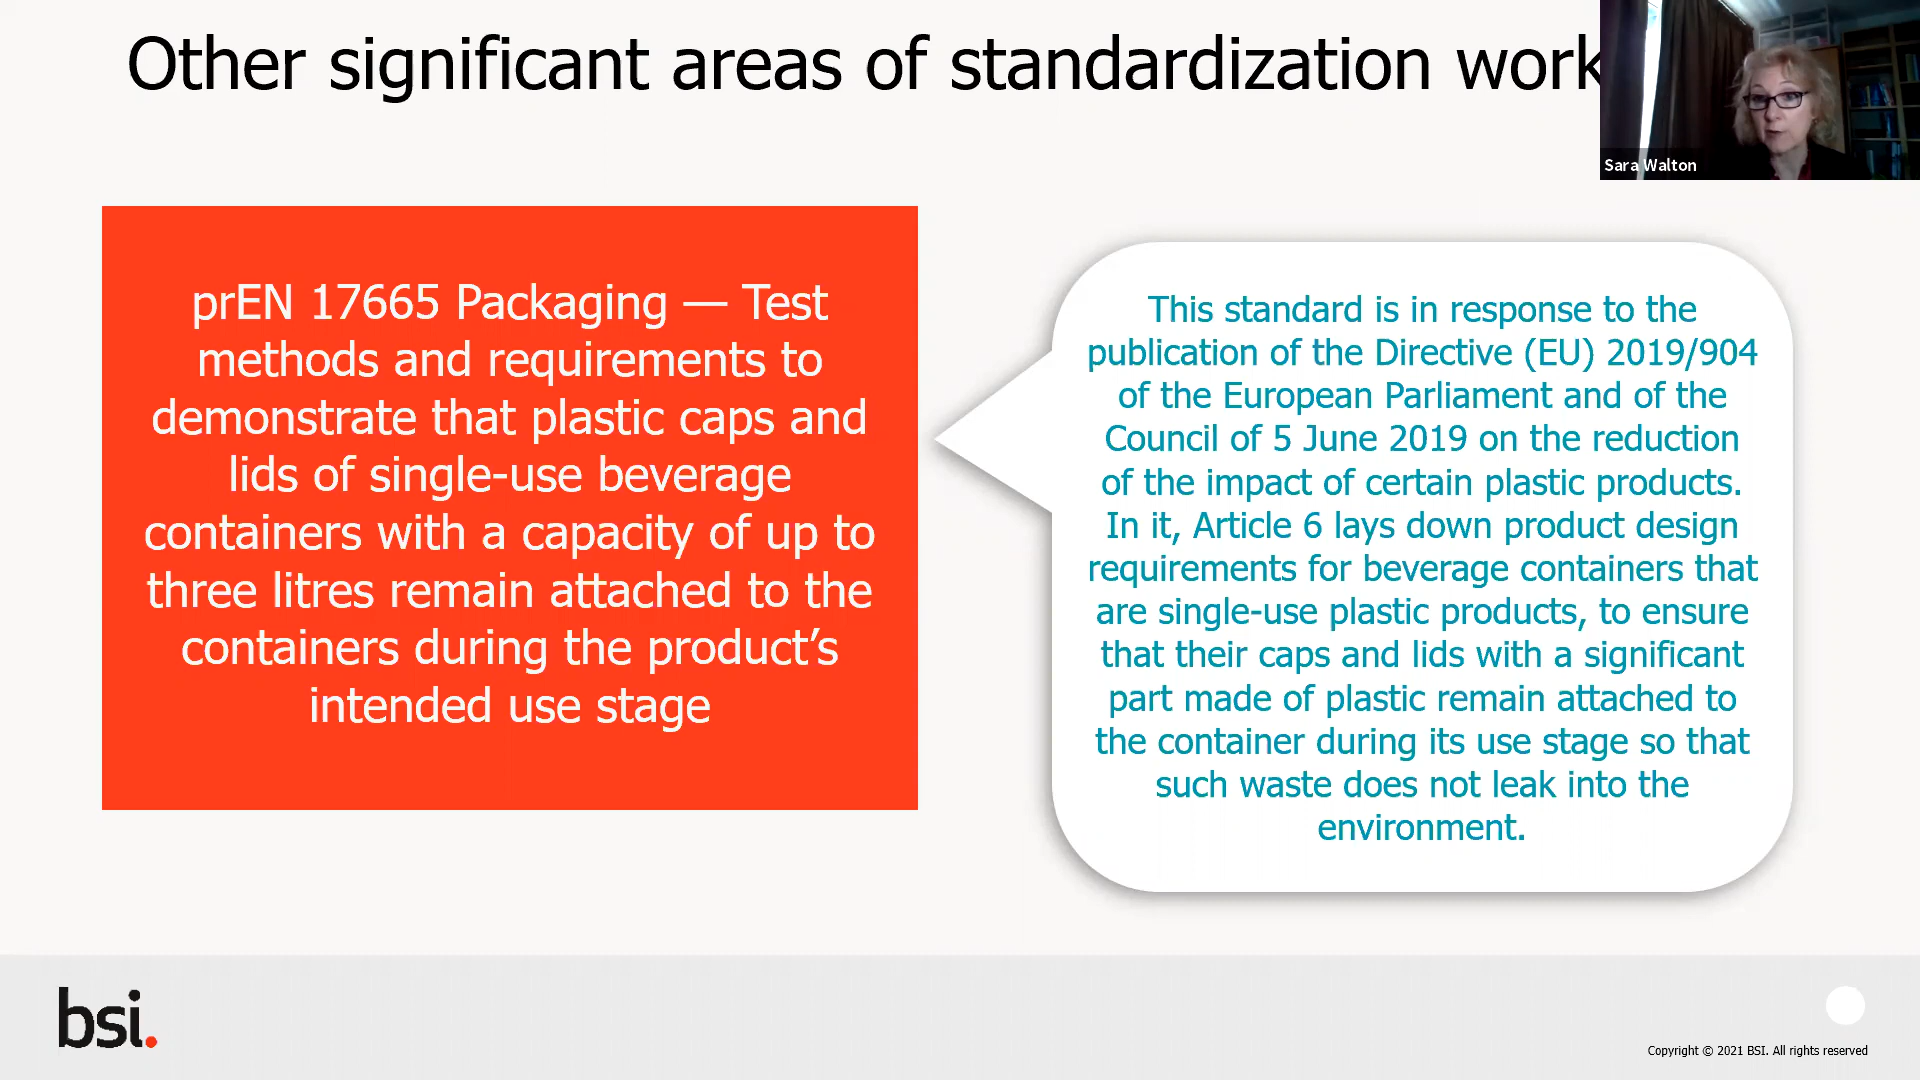 Other significant areas of standardization work
Sara Walton
prEN 17665 Packaging — Test
methods and requirements to
demonstrate that plastic caps and
lids of single-use beverage
containers with a capacity of up to
three litres remain attached to the
containers during the product’s
intended use stage
This standard is in response to the
publication of the Directive (EU) 2019/904
of the European Parliament and of the
Council of 5 June 2019 on the reduction
of the impact of certain plastic products.
In it, Article 6 lays down product design
requirements for beverage containers that
are single-use plastic products, to ensure
that their caps and lids with a significant
part made of plastic remain attached to
the container during its use stage so that
such waste does not leak into the
environment.
bsi.
Copyright © 2021 BSI. All rights reserved